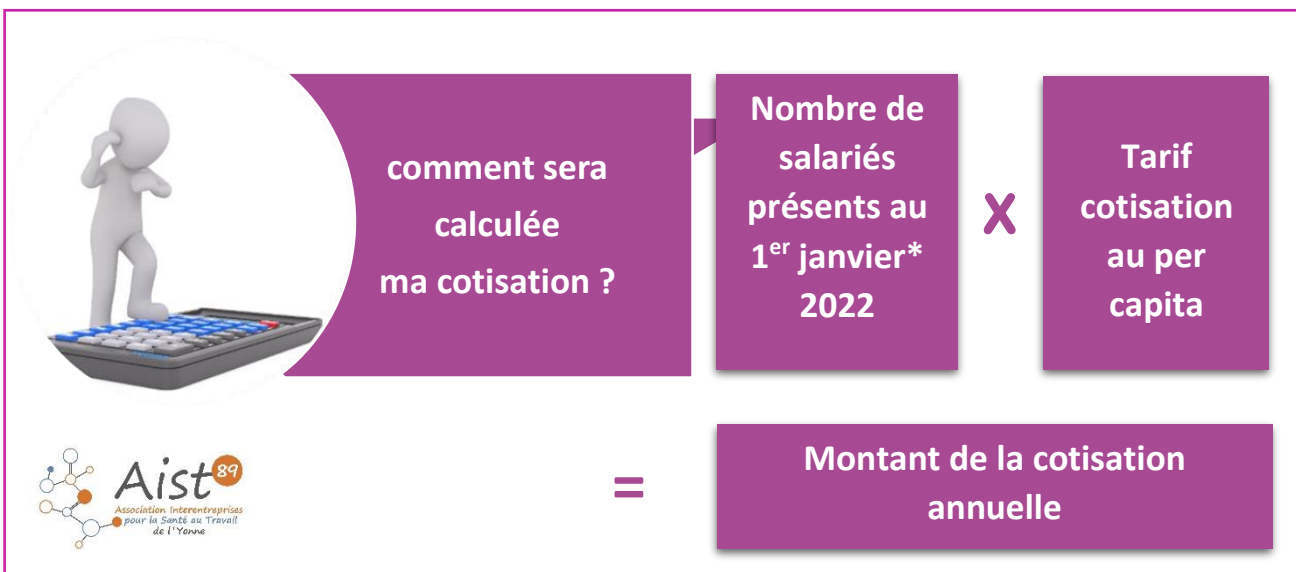 comment sera
calculée
ma cotisation ?
Nombre de
salariés
présents au
1er janvier*
2022
X
Tarif
cotisation
au per
capita
Aist 89
Association Interentreprises
pour la Santé au Travail
de l'Yonne
=
Montant de la cotisation
annuelle